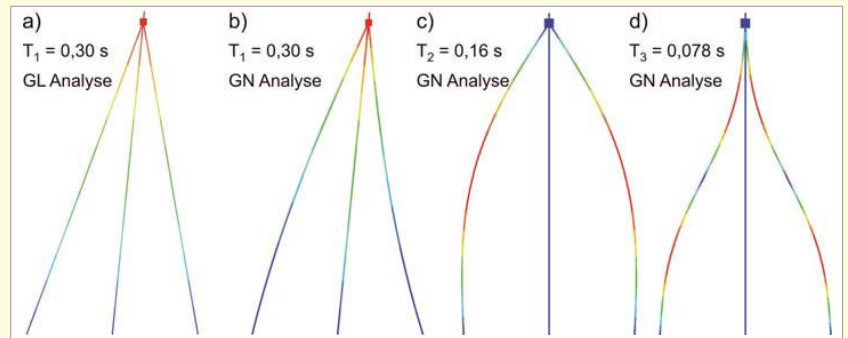 a)
T₁ = 0,30 s
GL Analyse
b)
T₁ = 0,30 s
GN Analyse
c)
T₂ = 0,16 s
GN Analyse
d)
T₃ = 0,078 s
GN Analyse